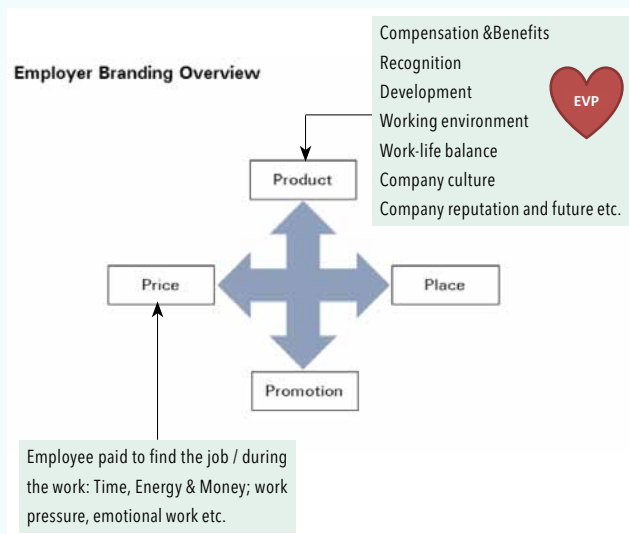 Employer Branding Overview
Compensation &Benefits
Recognition
Development
Working environment
Work-life balance
Company culture
Company reputation and future etc.
EVP
Product
Price
Place
Promotion
Employee paid to find the job / during
the work: Time, Energy & Money; work
pressure, emotional work etc.